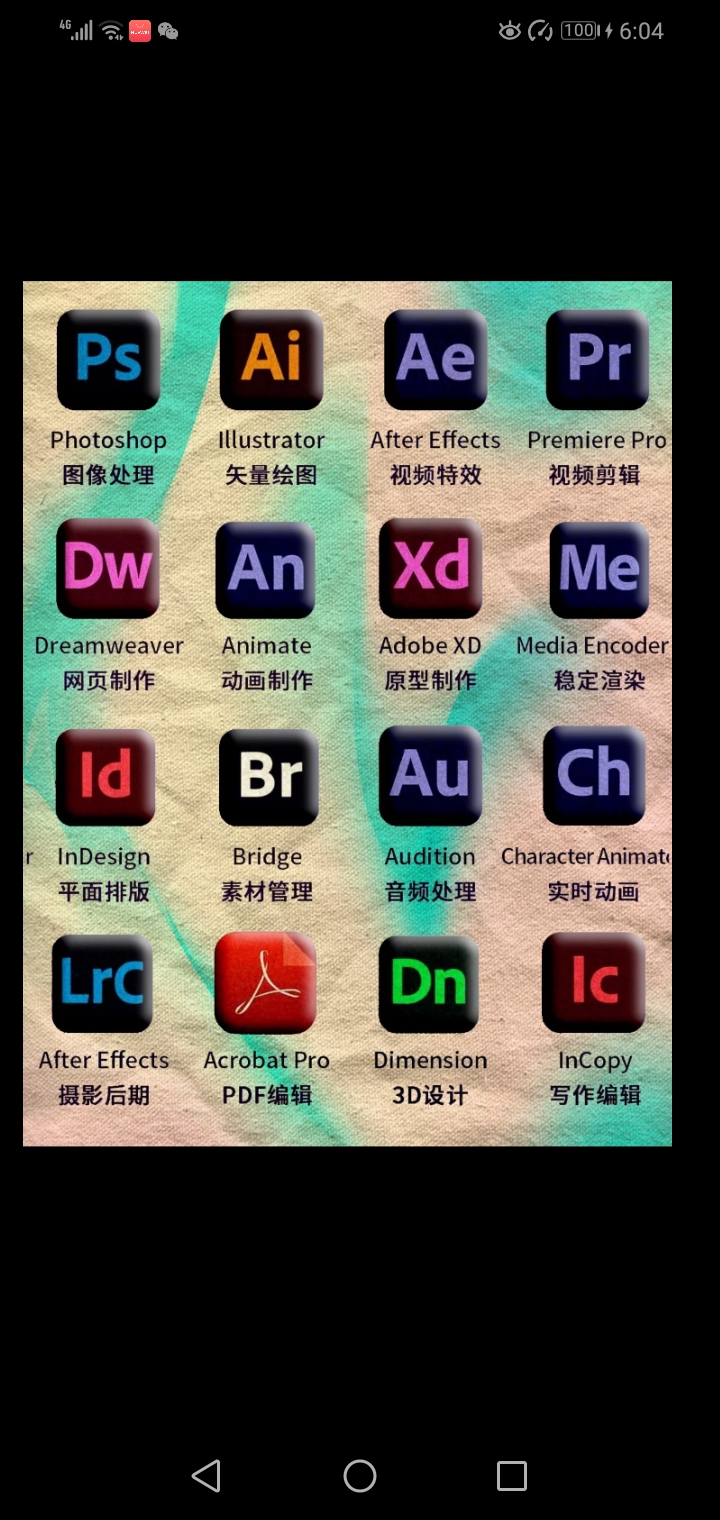 4G HUAWEI 100 6:04
Ps Ai Ae Pr
Photoshop Illustrator After Effects Premiere Pro
图像处理 矢量绘图 视频特效 视频剪辑
Dw An Xd Me
Dreamweaver Animate Adobe XD Media Encoder
网页制作 动画制作 原型制作 稳定渲染
Id Br Au Ch
r InDesign Bridge Audition Character Animat
平面排版 素材管理 音频处理 实时动画
LrC Dn Ic
After Effects Acrobat Pro Dimension InCopy
摄影后期 PDF编辑 3D设计 写作编辑